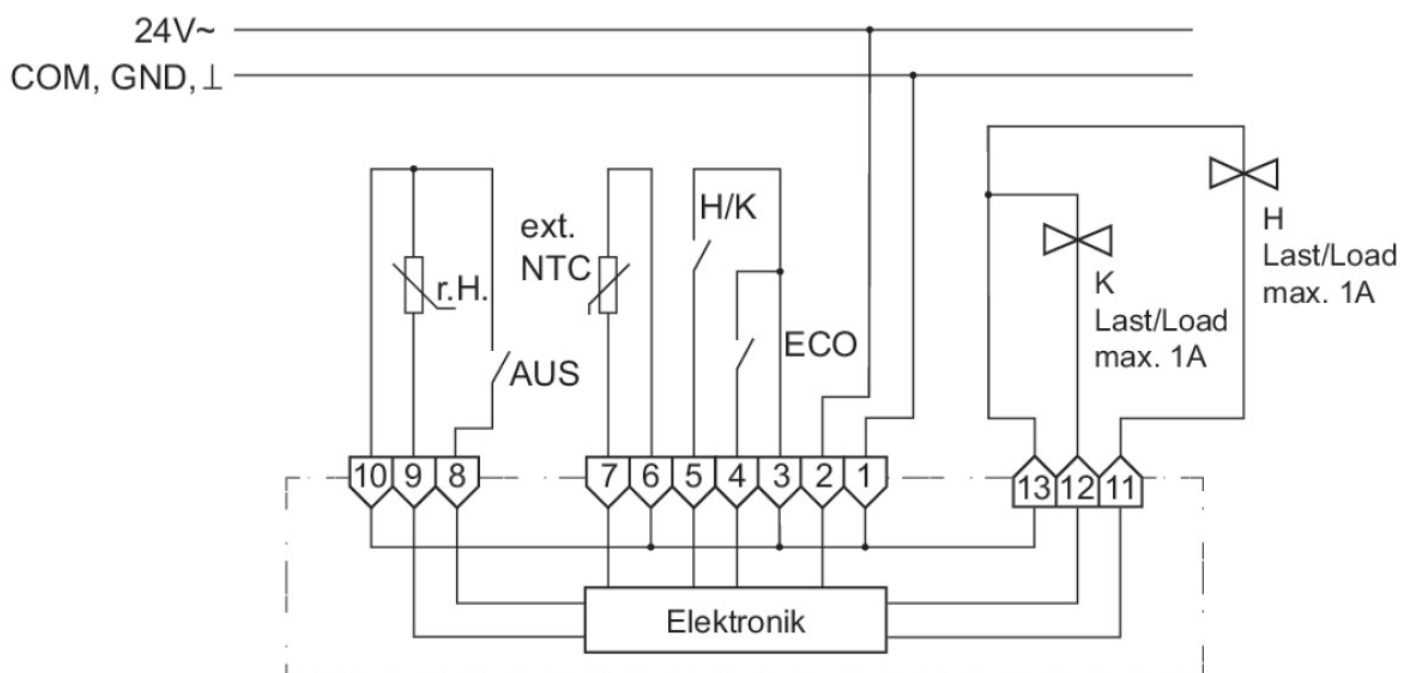 24V~
COM, GND, ⊥
H/K
ext.
NTC
r.H.
AUS
ECO
H
Last/Load
max. 1A
K
Last/Load
max. 1A
10 9 8 7 6 5 4 3 2 1 13 12 11
Elektronik